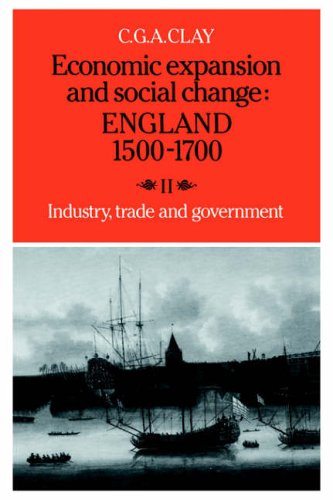 C.G.A.CLAY
Economic expansion
and social change:
ENGLAND
1500-1700
II
Industry, trade and government